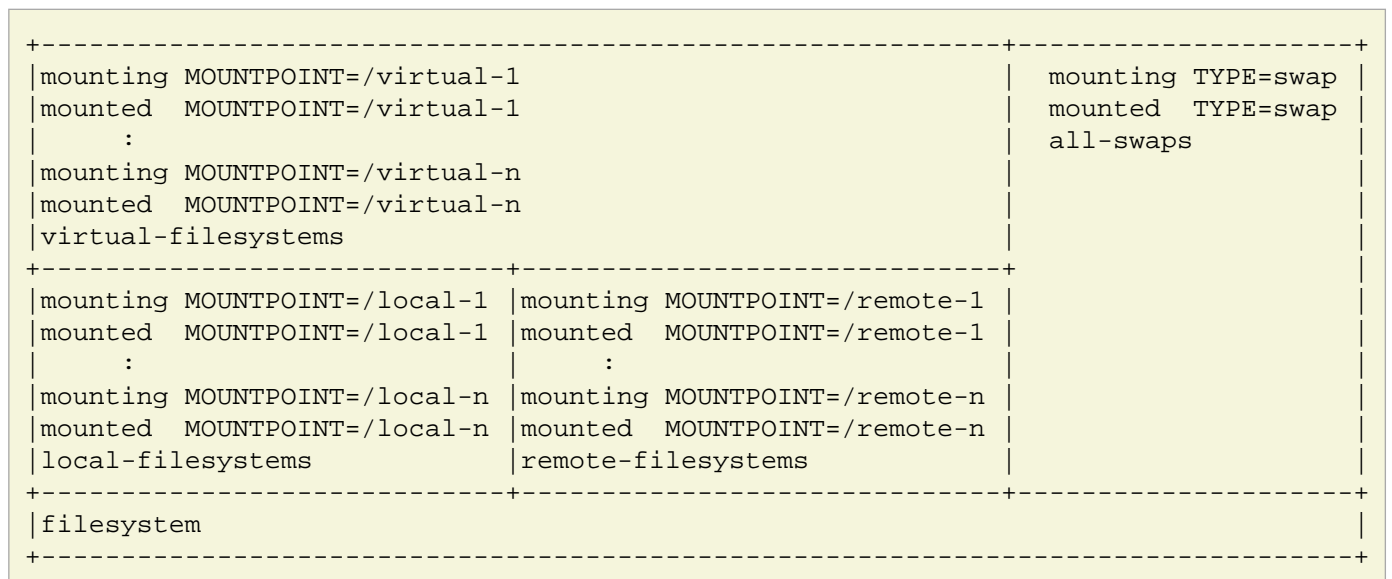 +------------------------------------------------------------+---------------------+
|mounting MOUNTPOINT=/virtual-1                              |  mounting TYPE=swap |
|mounted  MOUNTPOINT=/virtual-1                              |  mounted  TYPE=swap |
|     :                                                      |  all-swaps          |
|mounting MOUNTPOINT=/virtual-n                              |                     |
|mounted  MOUNTPOINT=/virtual-n                              |                     |
|virtual-filesystems                                         |                     |
+-----------------------------+------------------------------+                     |
|mounting MOUNTPOINT=/local-1 |mounting MOUNTPOINT=/remote-1 |                     |
|mounted  MOUNTPOINT=/local-1 |mounted  MOUNTPOINT=/remote-1 |                     |
|     :                       |     :                        |                     |
|mounting MOUNTPOINT=/local-n |mounting MOUNTPOINT=/remote-n |                     |
|mounted  MOUNTPOINT=/local-n |mounted  MOUNTPOINT=/remote-n |                     |
|local-filesystems            |remote-filesystems            |                     |
+-----------------------------+------------------------------+---------------------+
|filesystem                                                                        |
+----------------------------------------------------------------------------------+